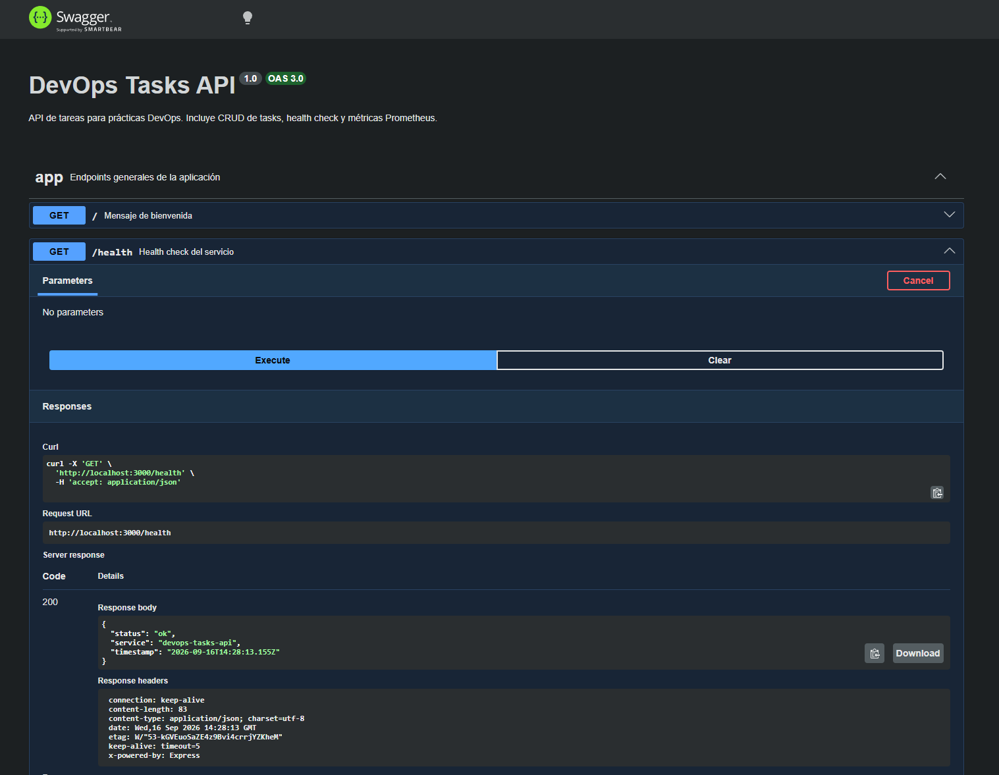 Swagger.
Supported by SMARTBEAR
DevOps Tasks API 1.0 OAS 3.0
API de tareas para prácticas DevOps. Incluye CRUD de tasks, health check y métricas Prometheus.
app Endpoints generales de la aplicación
GET / Mensaje de bienvenida
GET /health Health check del servicio
Parameters Cancel
No parameters
Execute Clear
Responses
Curl
curl -X 'GET' \
  'http://localhost:3000/health' \
  -H 'accept: application/json'
Request URL
http://localhost:3000/health
Server response
Code Details
200
Response body
{
  "status": "ok",
  "service": "devops-tasks-api",
  "timestamp": "2026-09-16T14:28:13.155Z"
}
Download
Response headers
connection: keep-alive
content-length: 83
content-type: application/json; charset=utf-8
date: Wed,16 Sep 2026 14:28:13 GMT
etag: W/"53-kGVEuoSaZE4z9Bvi4crrjYZKheM"
keep-alive: timeout=5
x-powered-by: Express